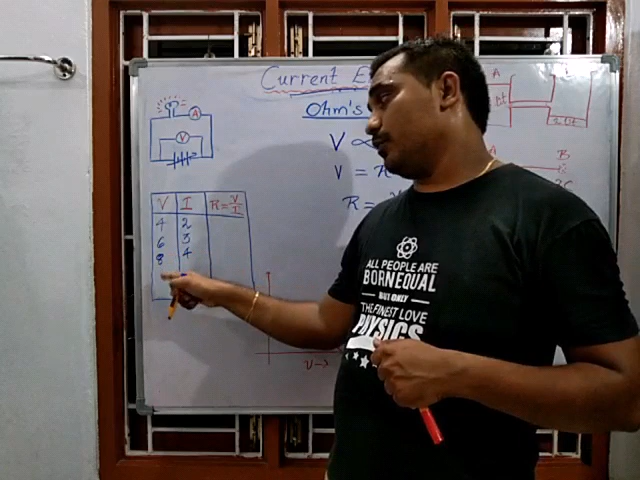 Current E
Ohm's
A
V
V ∝
V =
R =
V I R = V/I
4 2
6 3
8 4
V →
A
A B
ALL PEOPLE ARE
BORN EQUAL
BUT ONLY
THE FINEST LOVE
PHYSICS